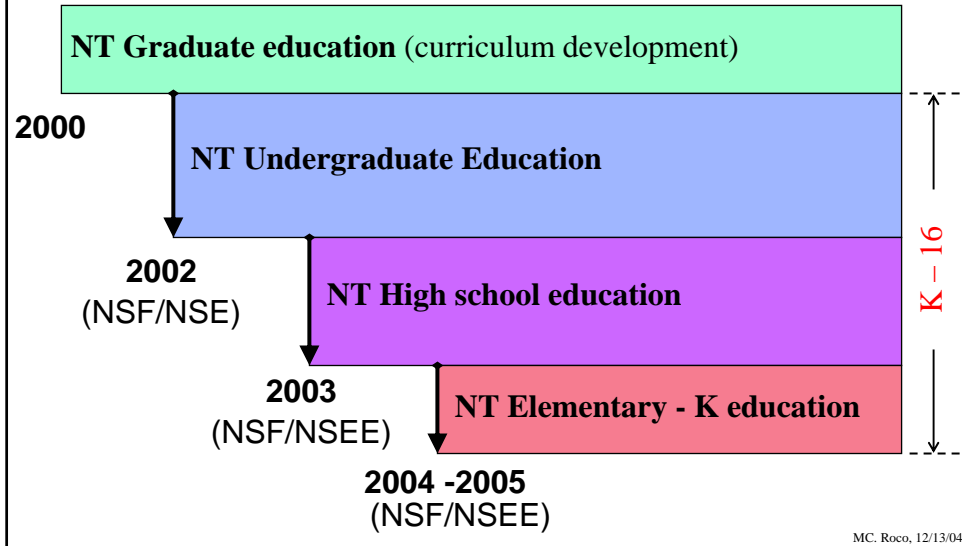 NT Graduate education (curriculum development)
2000
NT Undergraduate Education
2002
(NSF/NSE)
NT High school education
2003
(NSF/NSEE)
NT Elementary - K education
2004 -2005
(NSF/NSEE)
K – 16
MC. Roco, 12/13/04